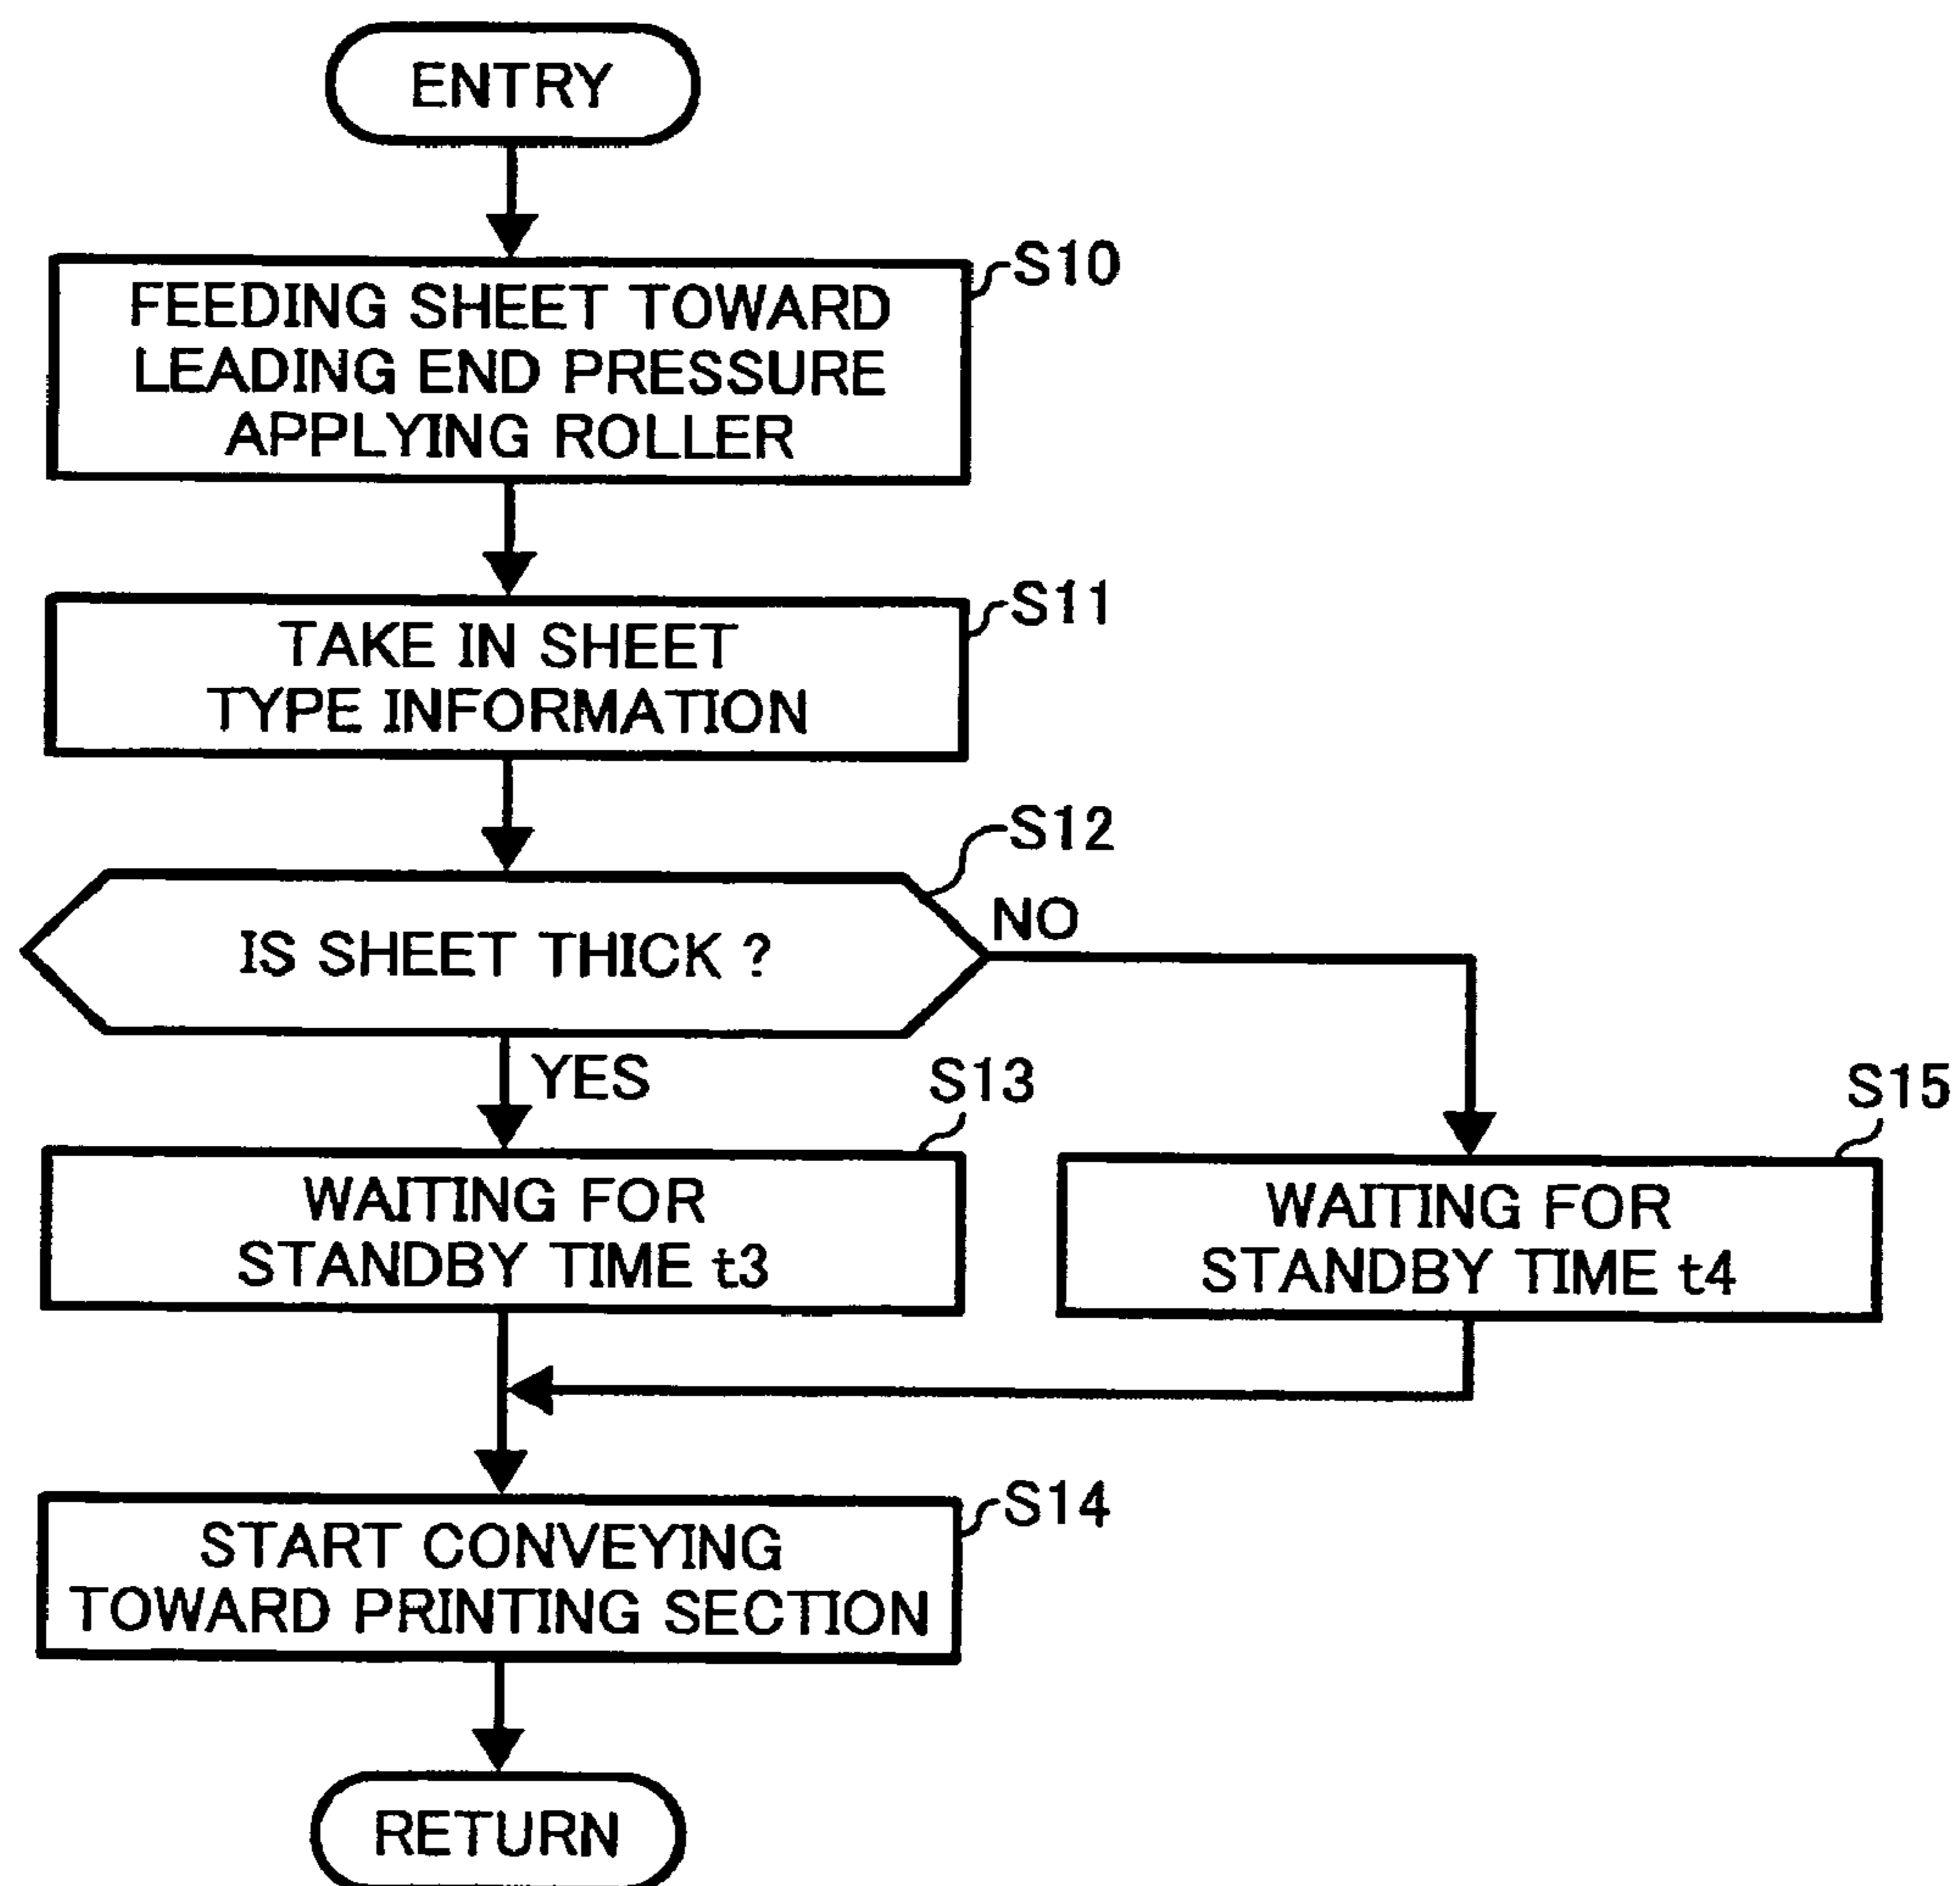 ENTRY
S10
FEEDING SHEET TOWARD
LEADING END PRESSURE
APPLYING ROLLER
S11
TAKE IN SHEET
TYPE INFORMATION
S12
IS SHEET THICK ?
NO
YES
S13
WAITING FOR
STANDBY TIME t3
S15
WAITING FOR
STANDBY TIME t4
S14
START CONVEYING
TOWARD PRINTING SECTION
RETURN